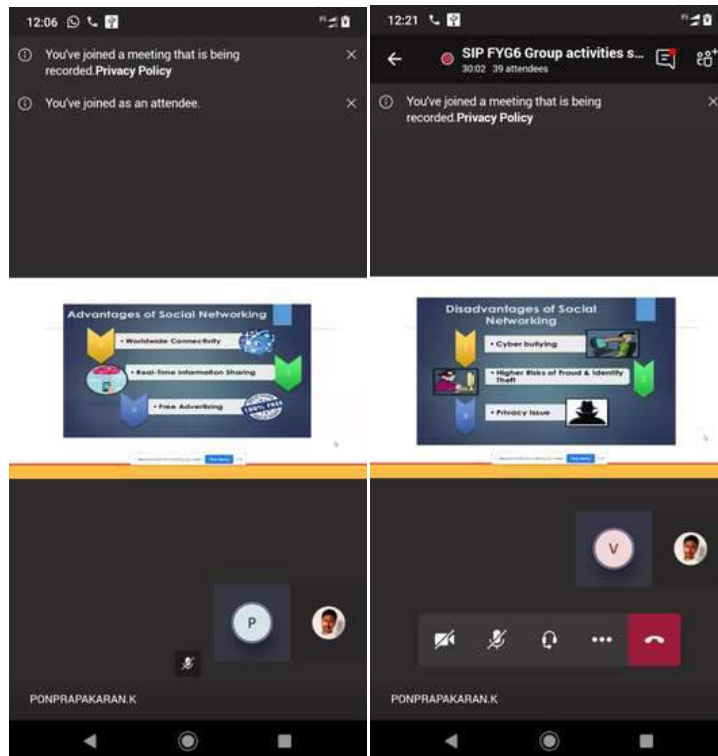 12:06
You've joined a meeting that is being
recorded.Privacy Policy
You've joined as an attendee.
Advantages of Social Networking
• Worldwide Connectivity
• Real-Time Information Sharing
• Free Advertising
100% FREE
P
PONPRAPAKARAN.K
12:21
SIP FYG6 Group activities s...
30:02 39 attendees
You've joined a meeting that is being
recorded.Privacy Policy
Disadvantages of Social
Networking
• Cyber bullying
• Higher Risks of Fraud & Identity
Theft
• Privacy Issue
V
PONPRAPAKARAN.K